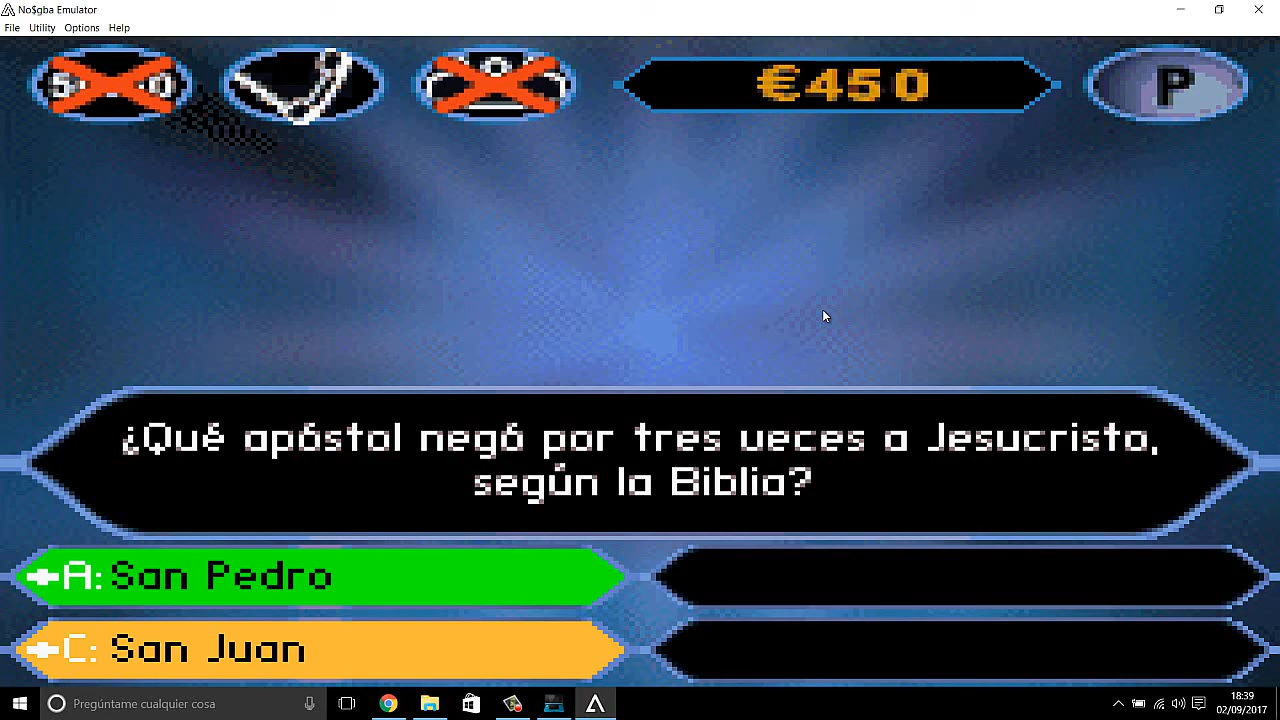 No$gba Emulator
File Utility Options Help
50
€450
P
¿Qué apóstol negó por tres veces a Jesucristo,
según la Biblia?
A: San Pedro
C: San Juan
Pregúntame cualquier cosa
18:39
02/09/2017